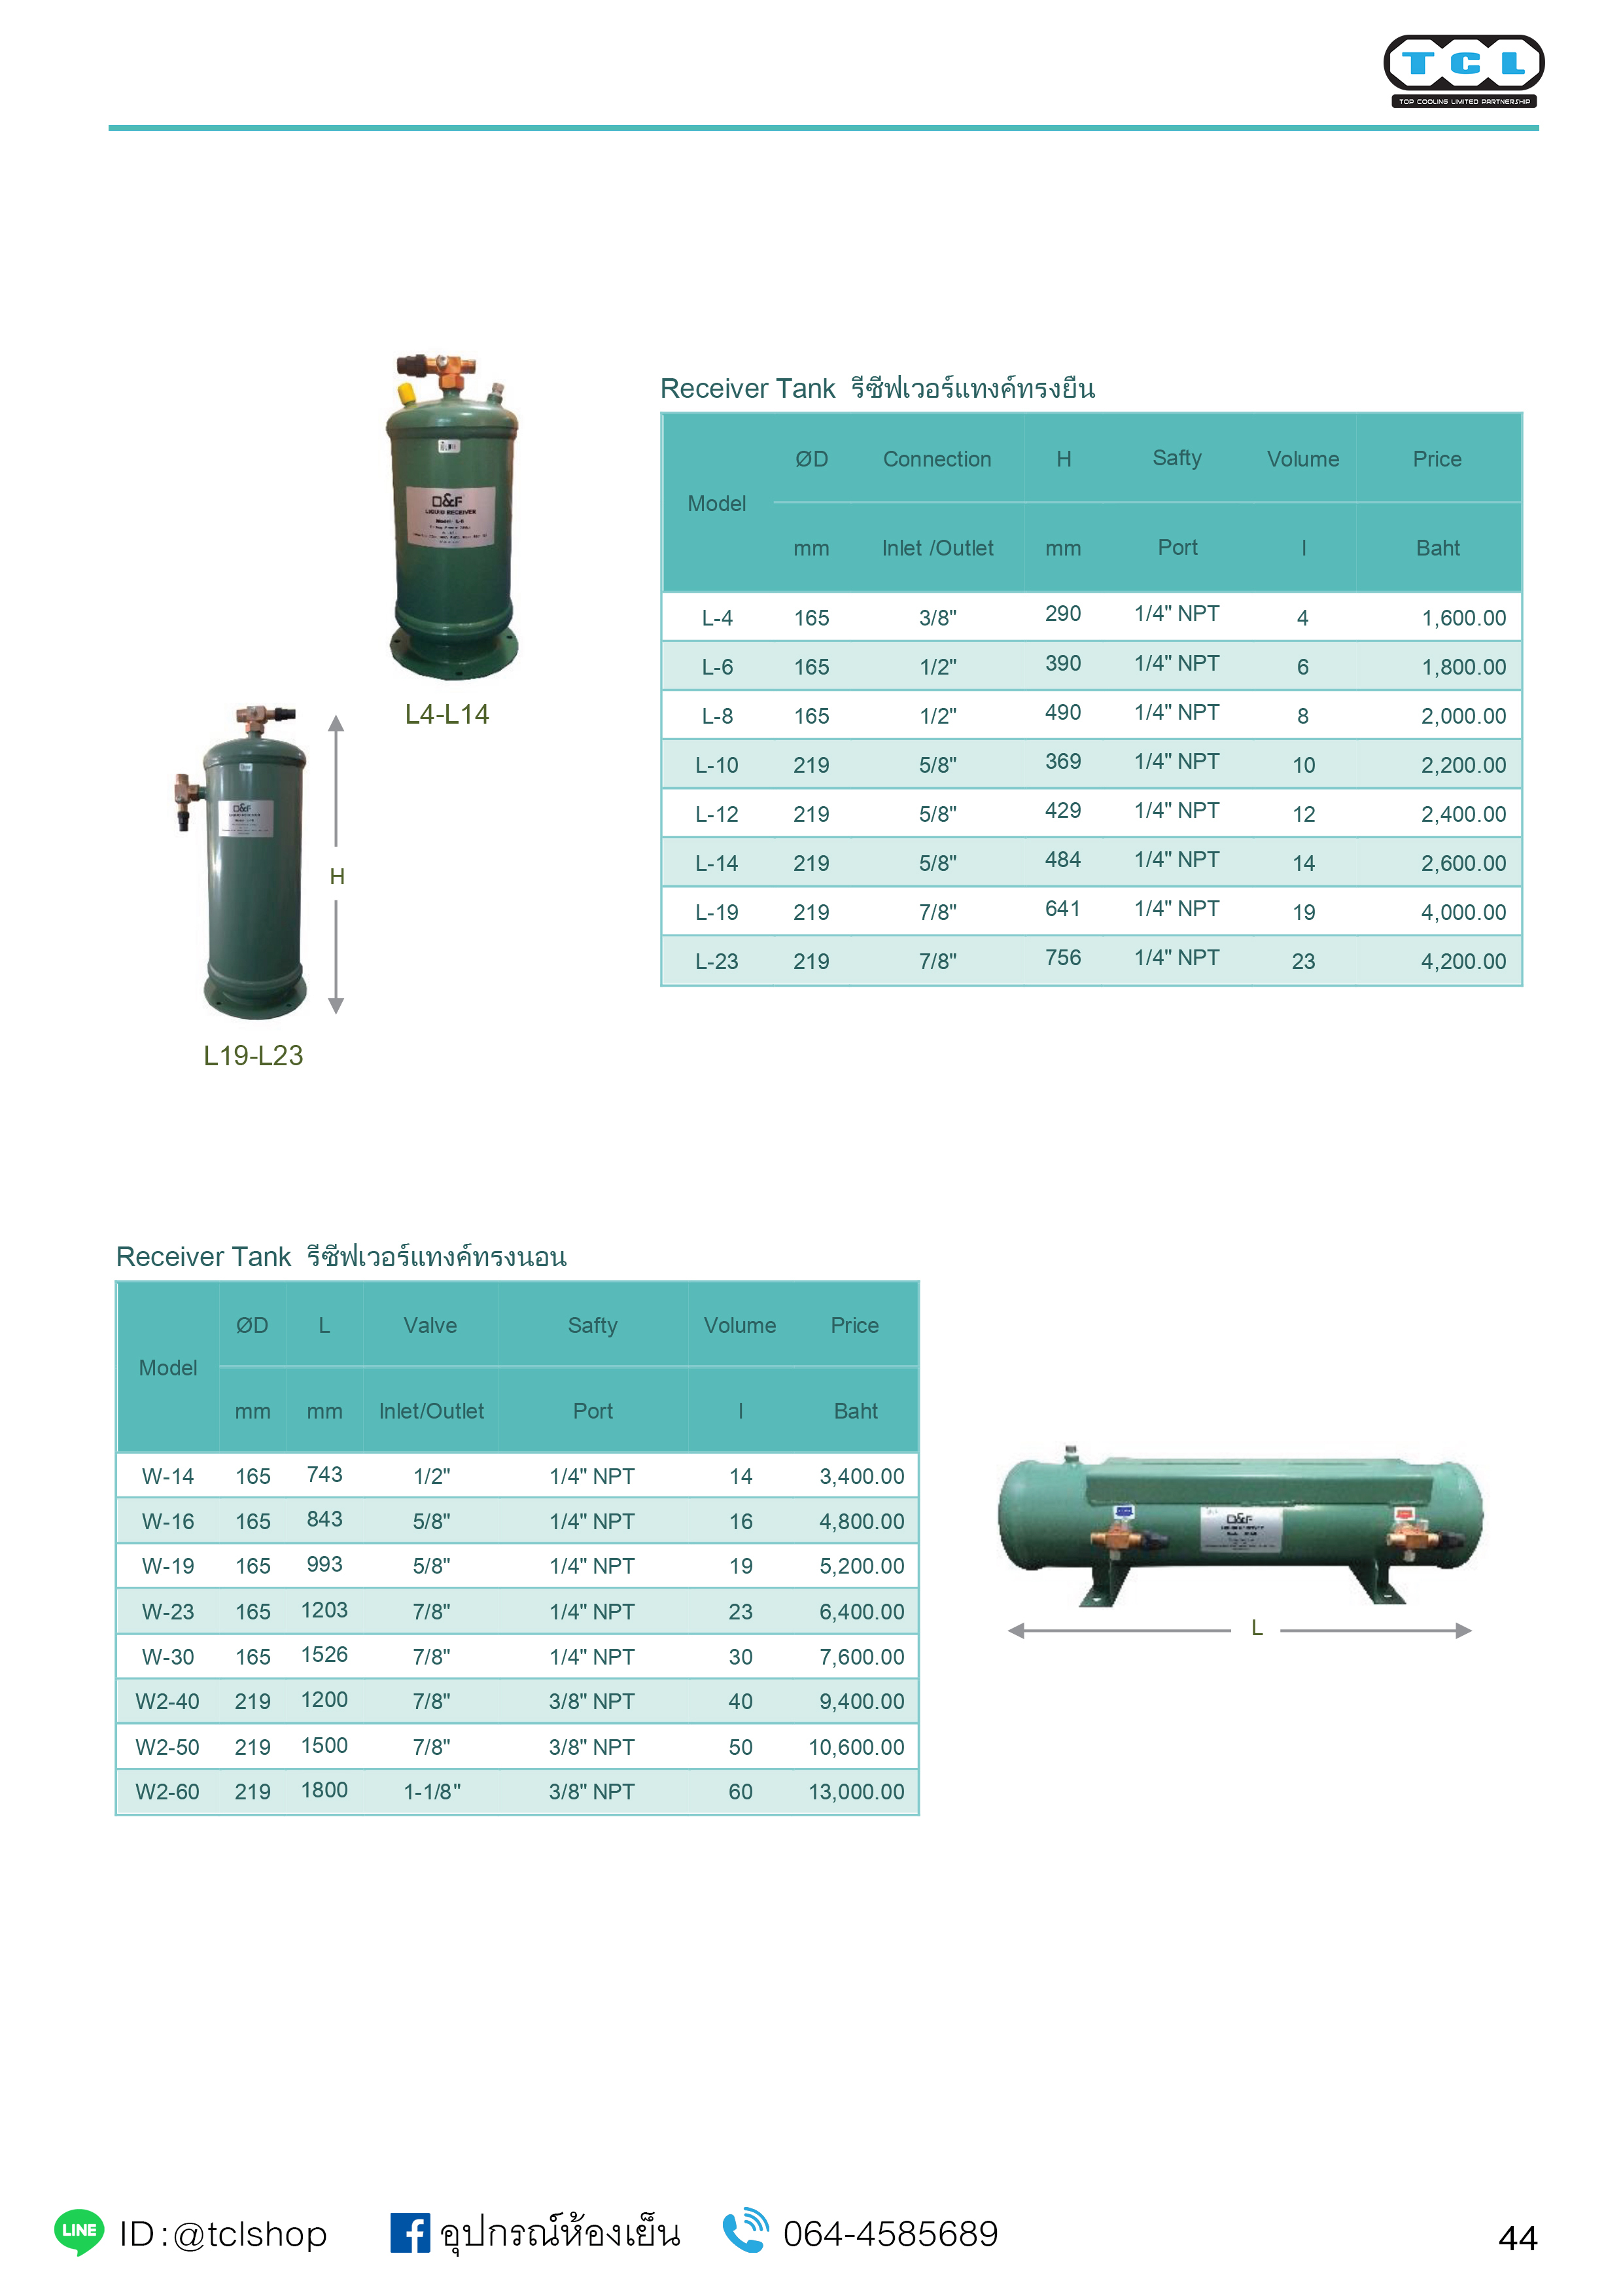 TCL
TOP COOLING LIMITED PARTNERSHIP
D&F
LIQUID RECEIVER
L4-L14
D&F
H
L19-L23
Receiver Tank รีซีฟเวอร์แทงค์ทรงยืน
Model ØD Connection H Safty Volume Price
mm Inlet /Outlet mm Port l Baht
L-4 165 3/8" 290 1/4" NPT 4 1,600.00
L-6 165 1/2" 390 1/4" NPT 6 1,800.00
L-8 165 1/2" 490 1/4" NPT 8 2,000.00
L-10 219 5/8" 369 1/4" NPT 10 2,200.00
L-12 219 5/8" 429 1/4" NPT 12 2,400.00
L-14 219 5/8" 484 1/4" NPT 14 2,600.00
L-19 219 7/8" 641 1/4" NPT 19 4,000.00
L-23 219 7/8" 756 1/4" NPT 23 4,200.00
Receiver Tank รีซีฟเวอร์แทงค์ทรงนอน
Model ØD L Valve Safty Volume Price
mm mm Inlet/Outlet Port l Baht
W-14 165 743 1/2" 1/4" NPT 14 3,400.00
W-16 165 843 5/8" 1/4" NPT 16 4,800.00
W-19 165 993 5/8" 1/4" NPT 19 5,200.00
W-23 165 1203 7/8" 1/4" NPT 23 6,400.00
W-30 165 1526 7/8" 1/4" NPT 30 7,600.00
W2-40 219 1200 7/8" 3/8" NPT 40 9,400.00
W2-50 219 1500 7/8" 3/8" NPT 50 10,600.00
W2-60 219 1800 1-1/8" 3/8" NPT 60 13,000.00
D&F
L
LINE ID:@tclshop อุปกรณ์ห้องเย็น 064-4585689
44